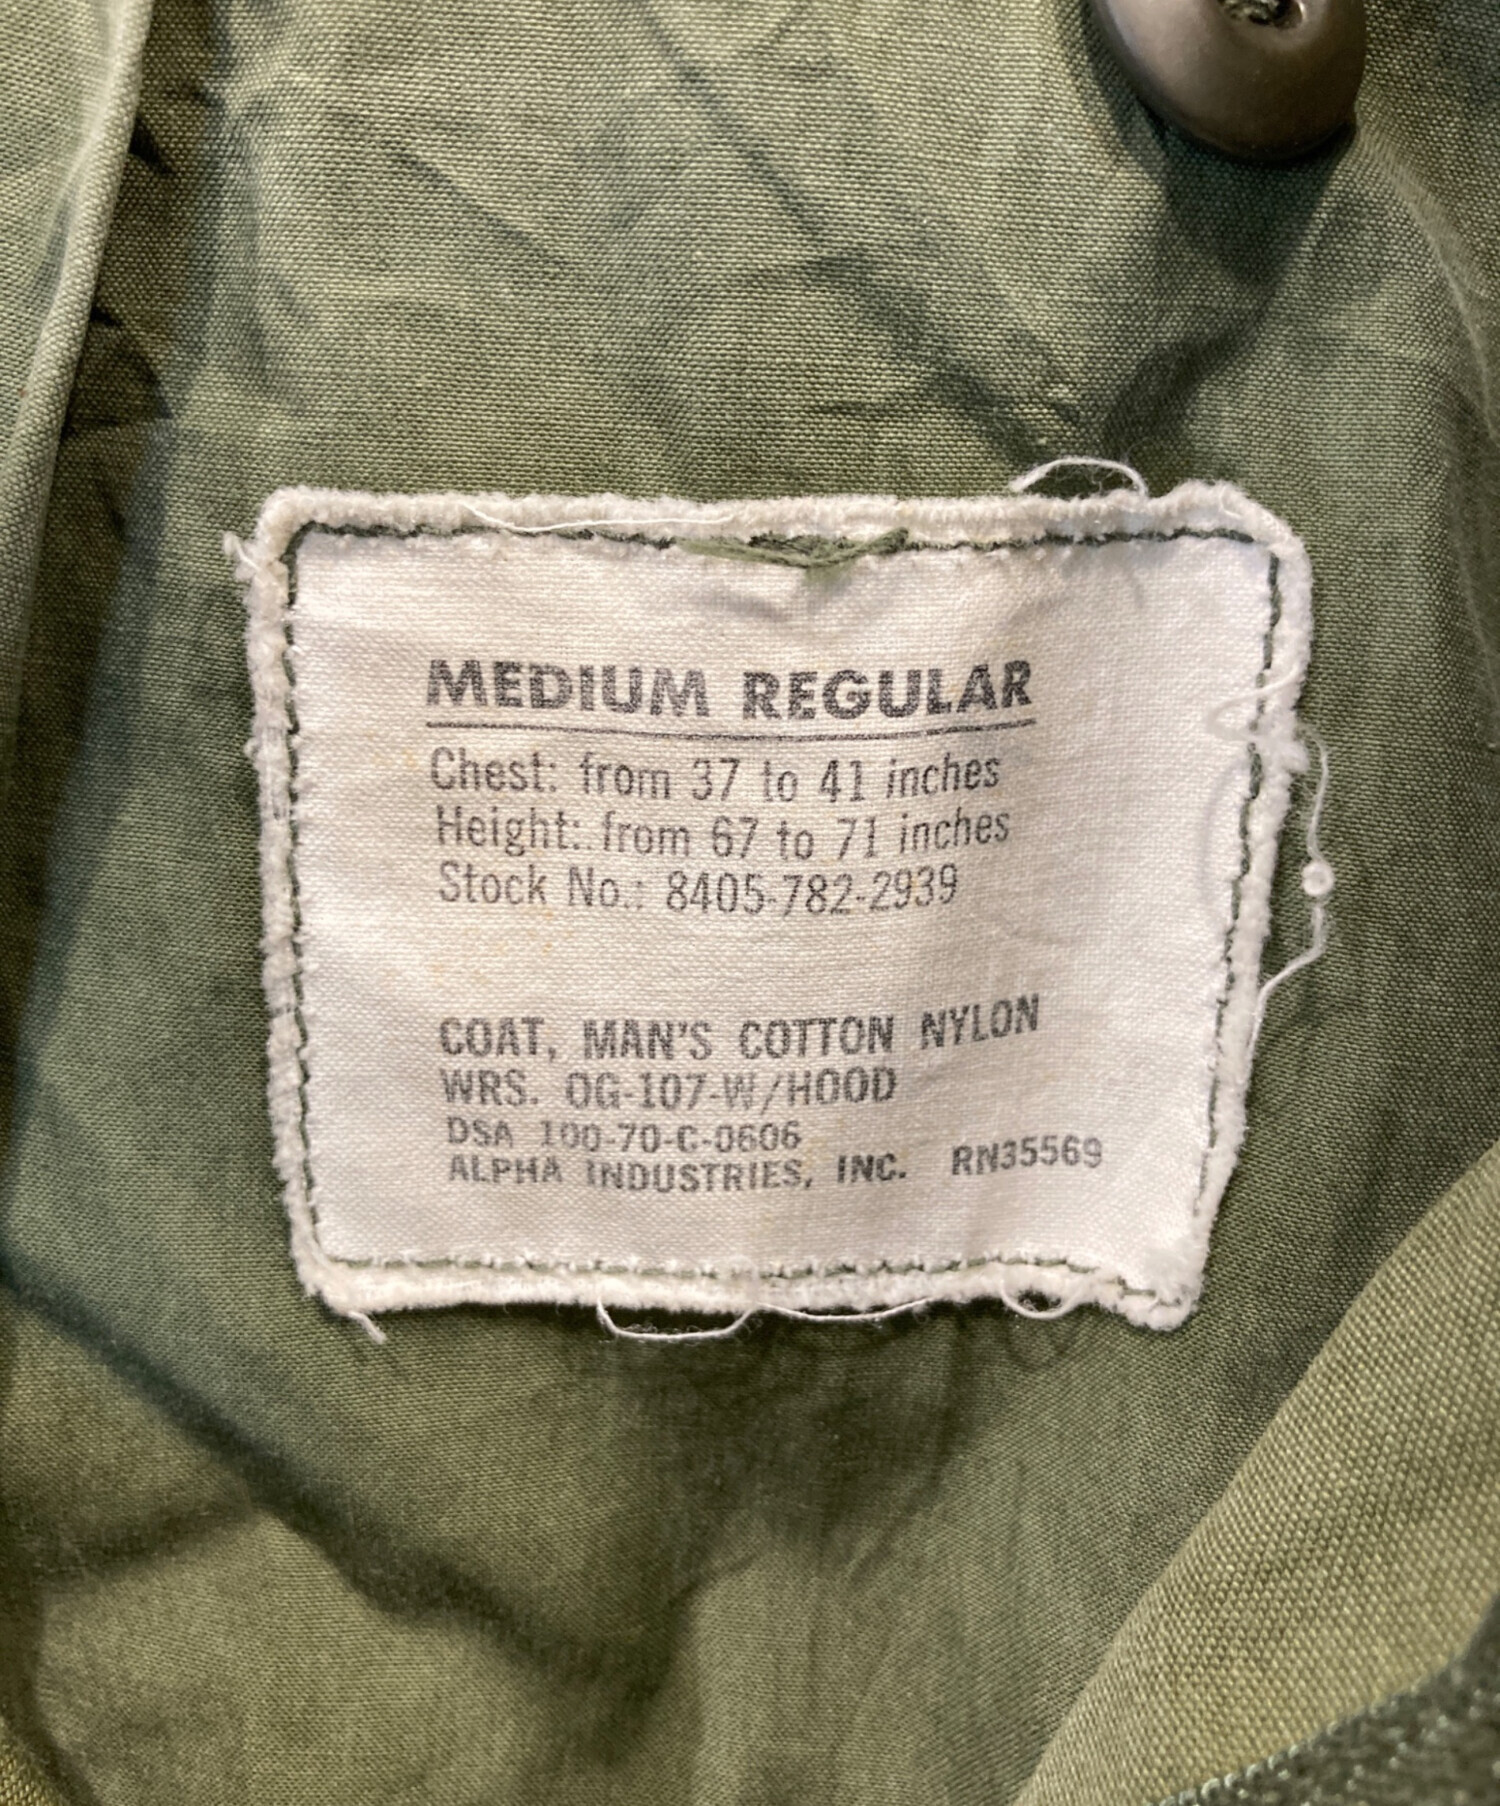 MEDIUM REGULAR
Chest: from 37 to 41 inches
Height: from 67 to 71 inches
Stock No.: 8405-782-2939
COAT, MAN'S COTTON NYLON
WRS. OG-107-W/HOOD
DSA 100-70-C-0606
ALPHA INDUSTRIES, INC. RN35569